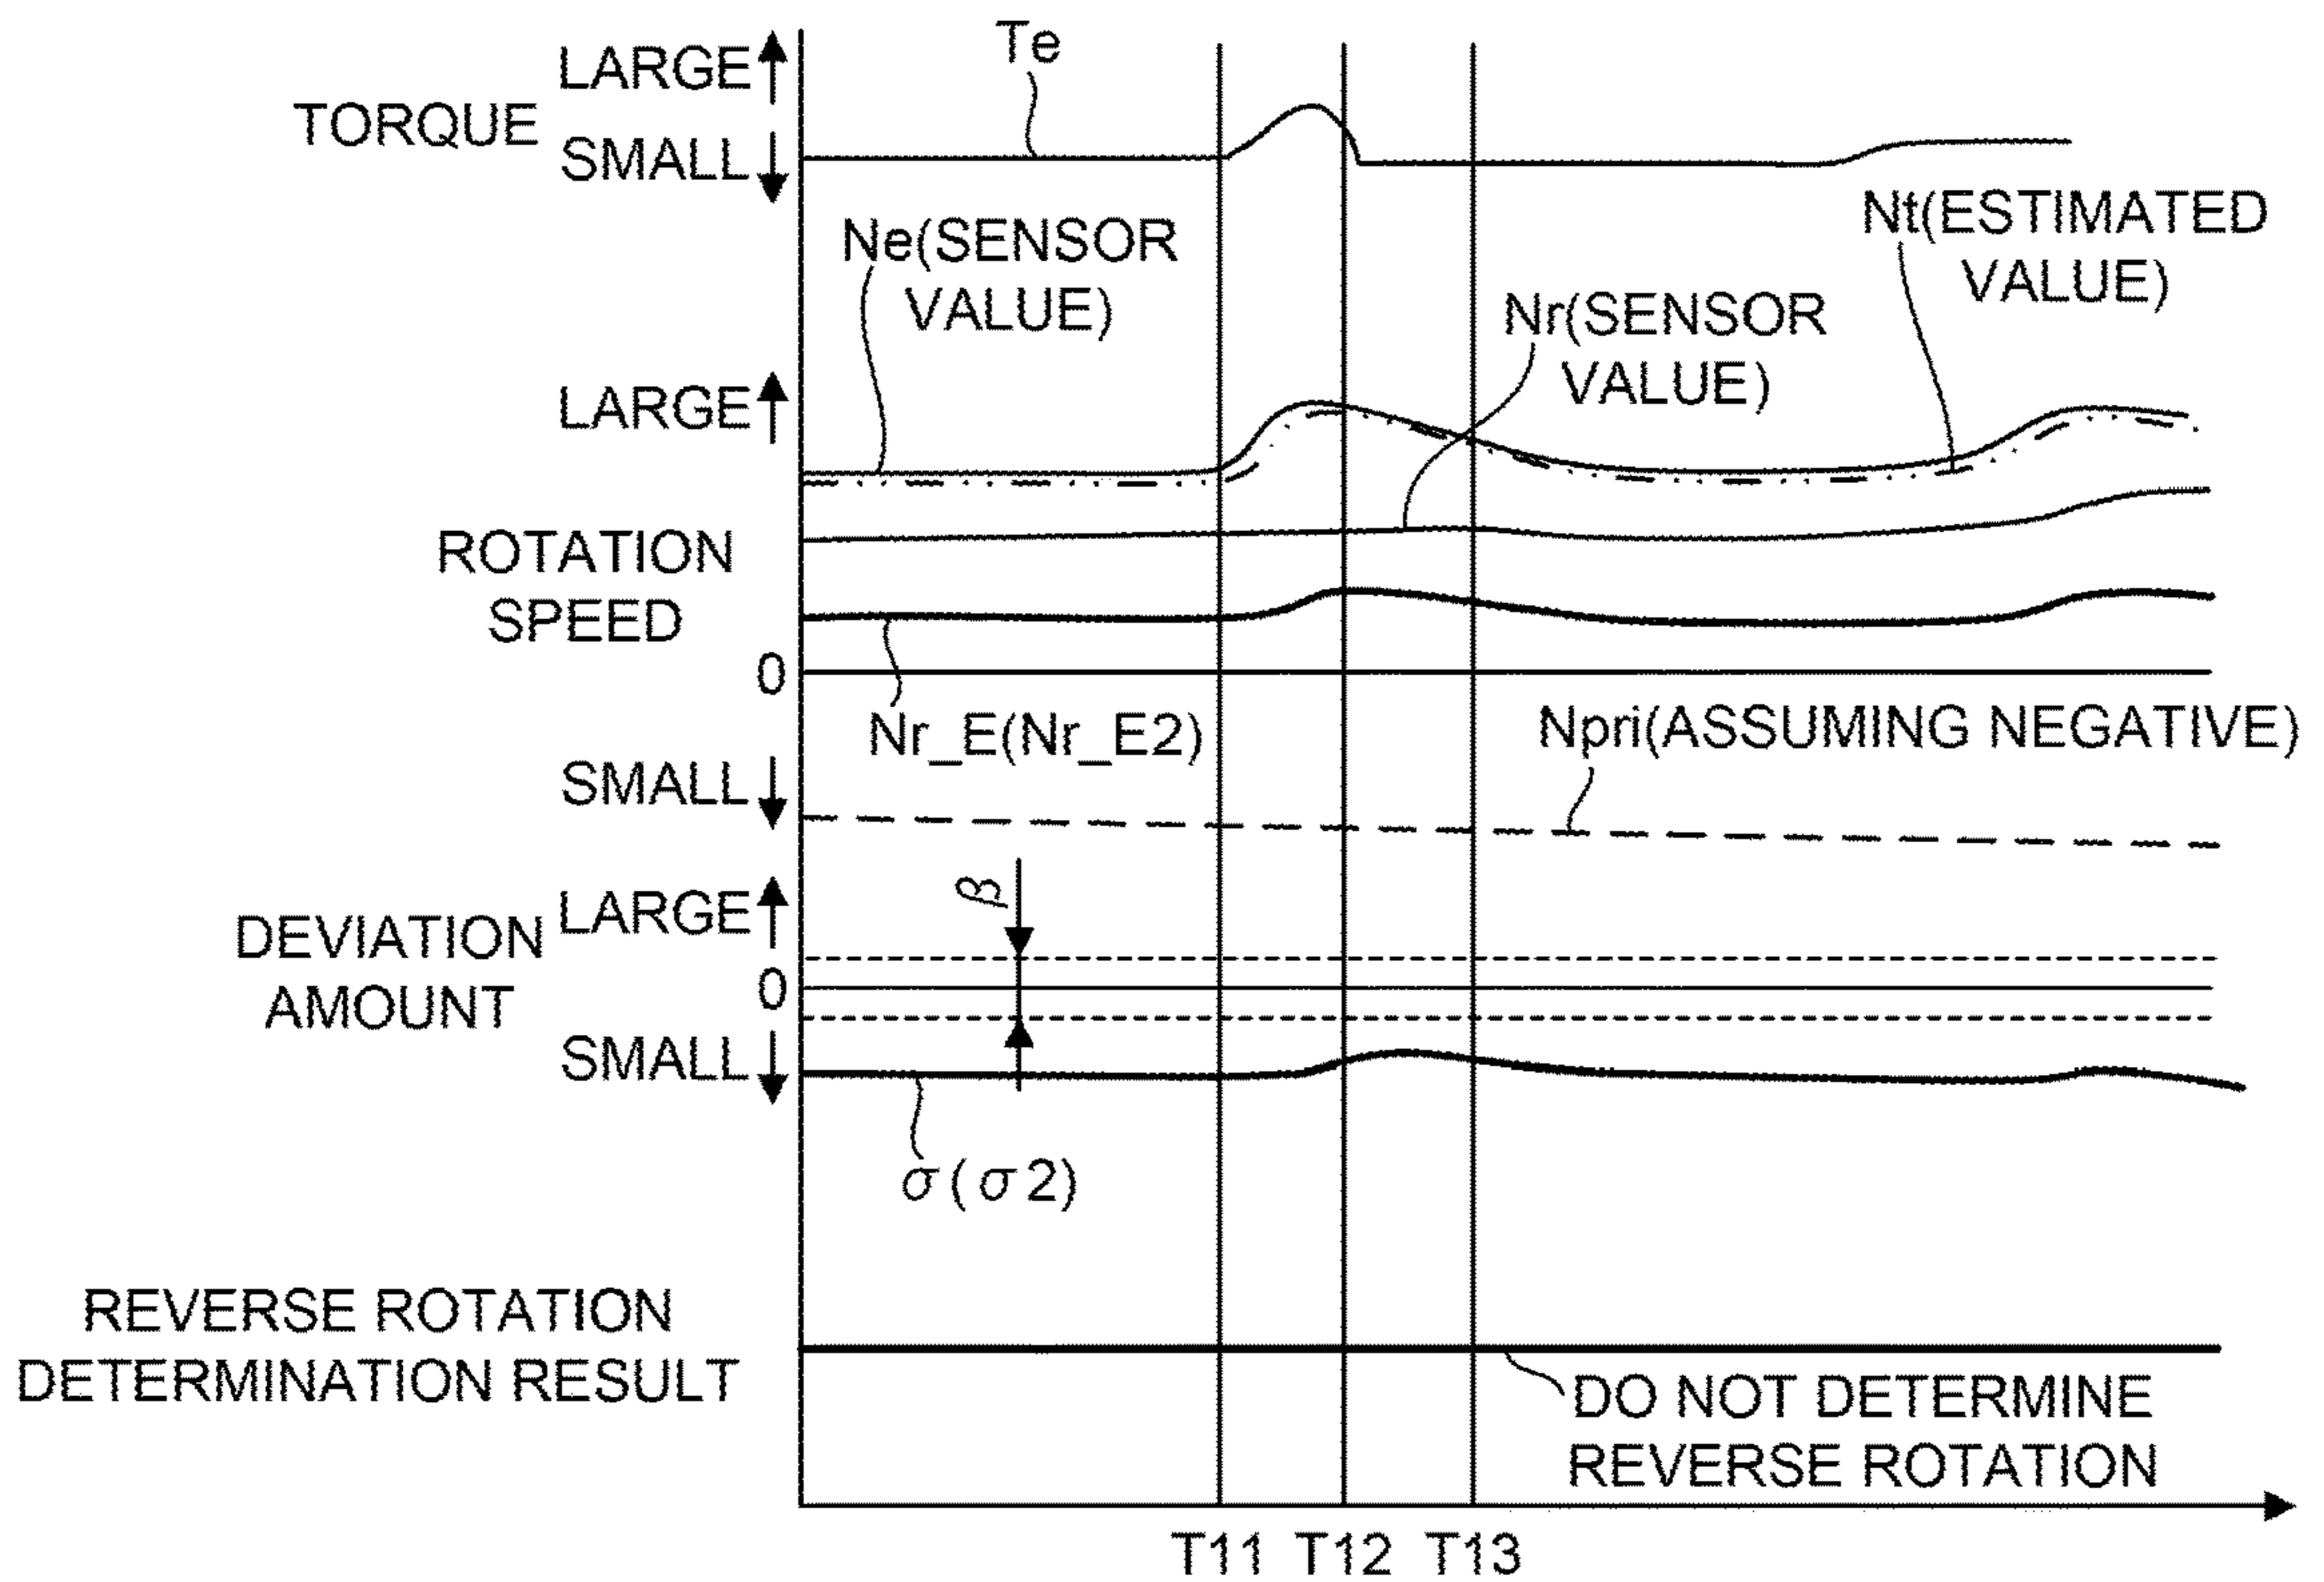 Te
LARGE
TORQUE
SMALL
Ne(SENSOR
VALUE)
Nt(ESTIMATED
VALUE)
Nr(SENSOR
VALUE)
LARGE
ROTATION
SPEED
0
Nr_E(Nr_E2)
Npri(ASSUMING NEGATIVE)
SMALL
β
LARGE
DEVIATION
AMOUNT
0
SMALL
σ(σ2)
REVERSE ROTATION
DETERMINATION RESULT
DO NOT DETERMINE
REVERSE ROTATION
T11 T12 T13